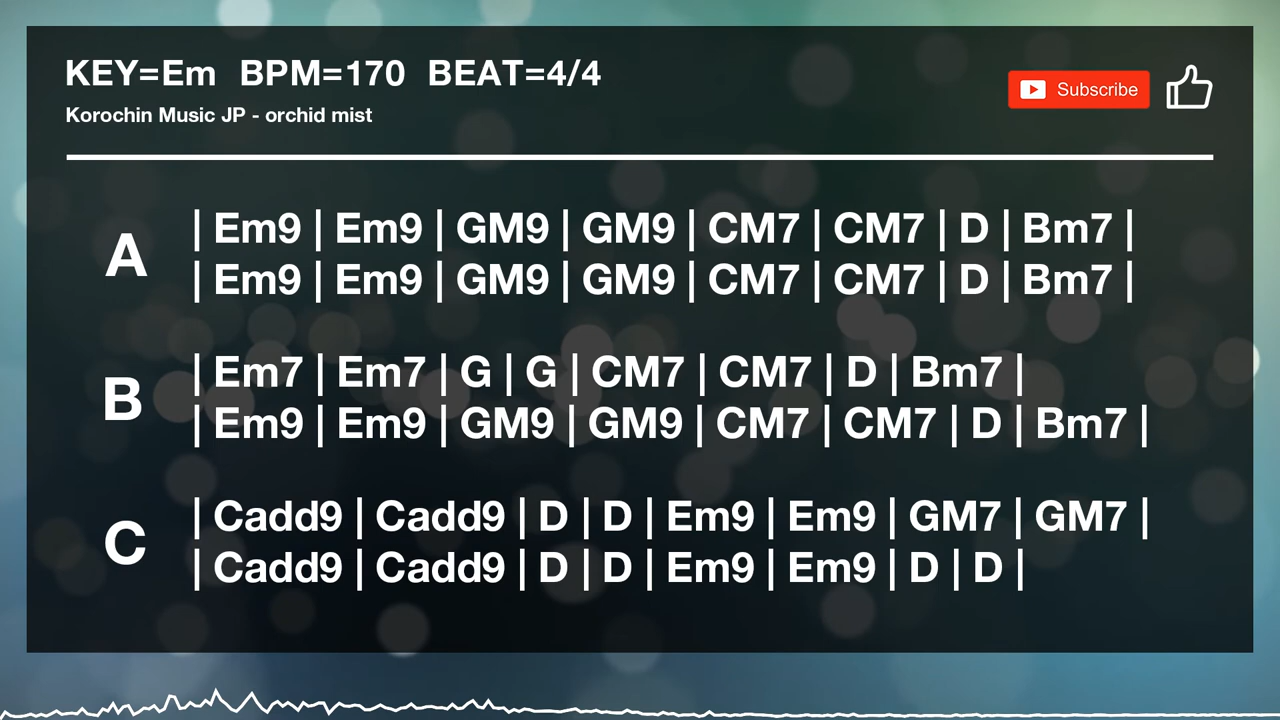 KEY=Em BPM=170 BEAT=4/4
Korochin Music JP - orchid mist
Subscribe
A
| Em9 | Em9 | GM9 | GM9 | CM7 | CM7 | D | Bm7 |
| Em9 | Em9 | GM9 | GM9 | CM7 | CM7 | D | Bm7 |
B
| Em7 | Em7 | G | G | CM7 | CM7 | D | Bm7 |
| Em9 | Em9 | GM9 | GM9 | CM7 | CM7 | D | Bm7 |
C
| Cadd9 | Cadd9 | D | D | Em9 | Em9 | GM7 | GM7 |
| Cadd9 | Cadd9 | D | D | Em9 | Em9 | D | D |